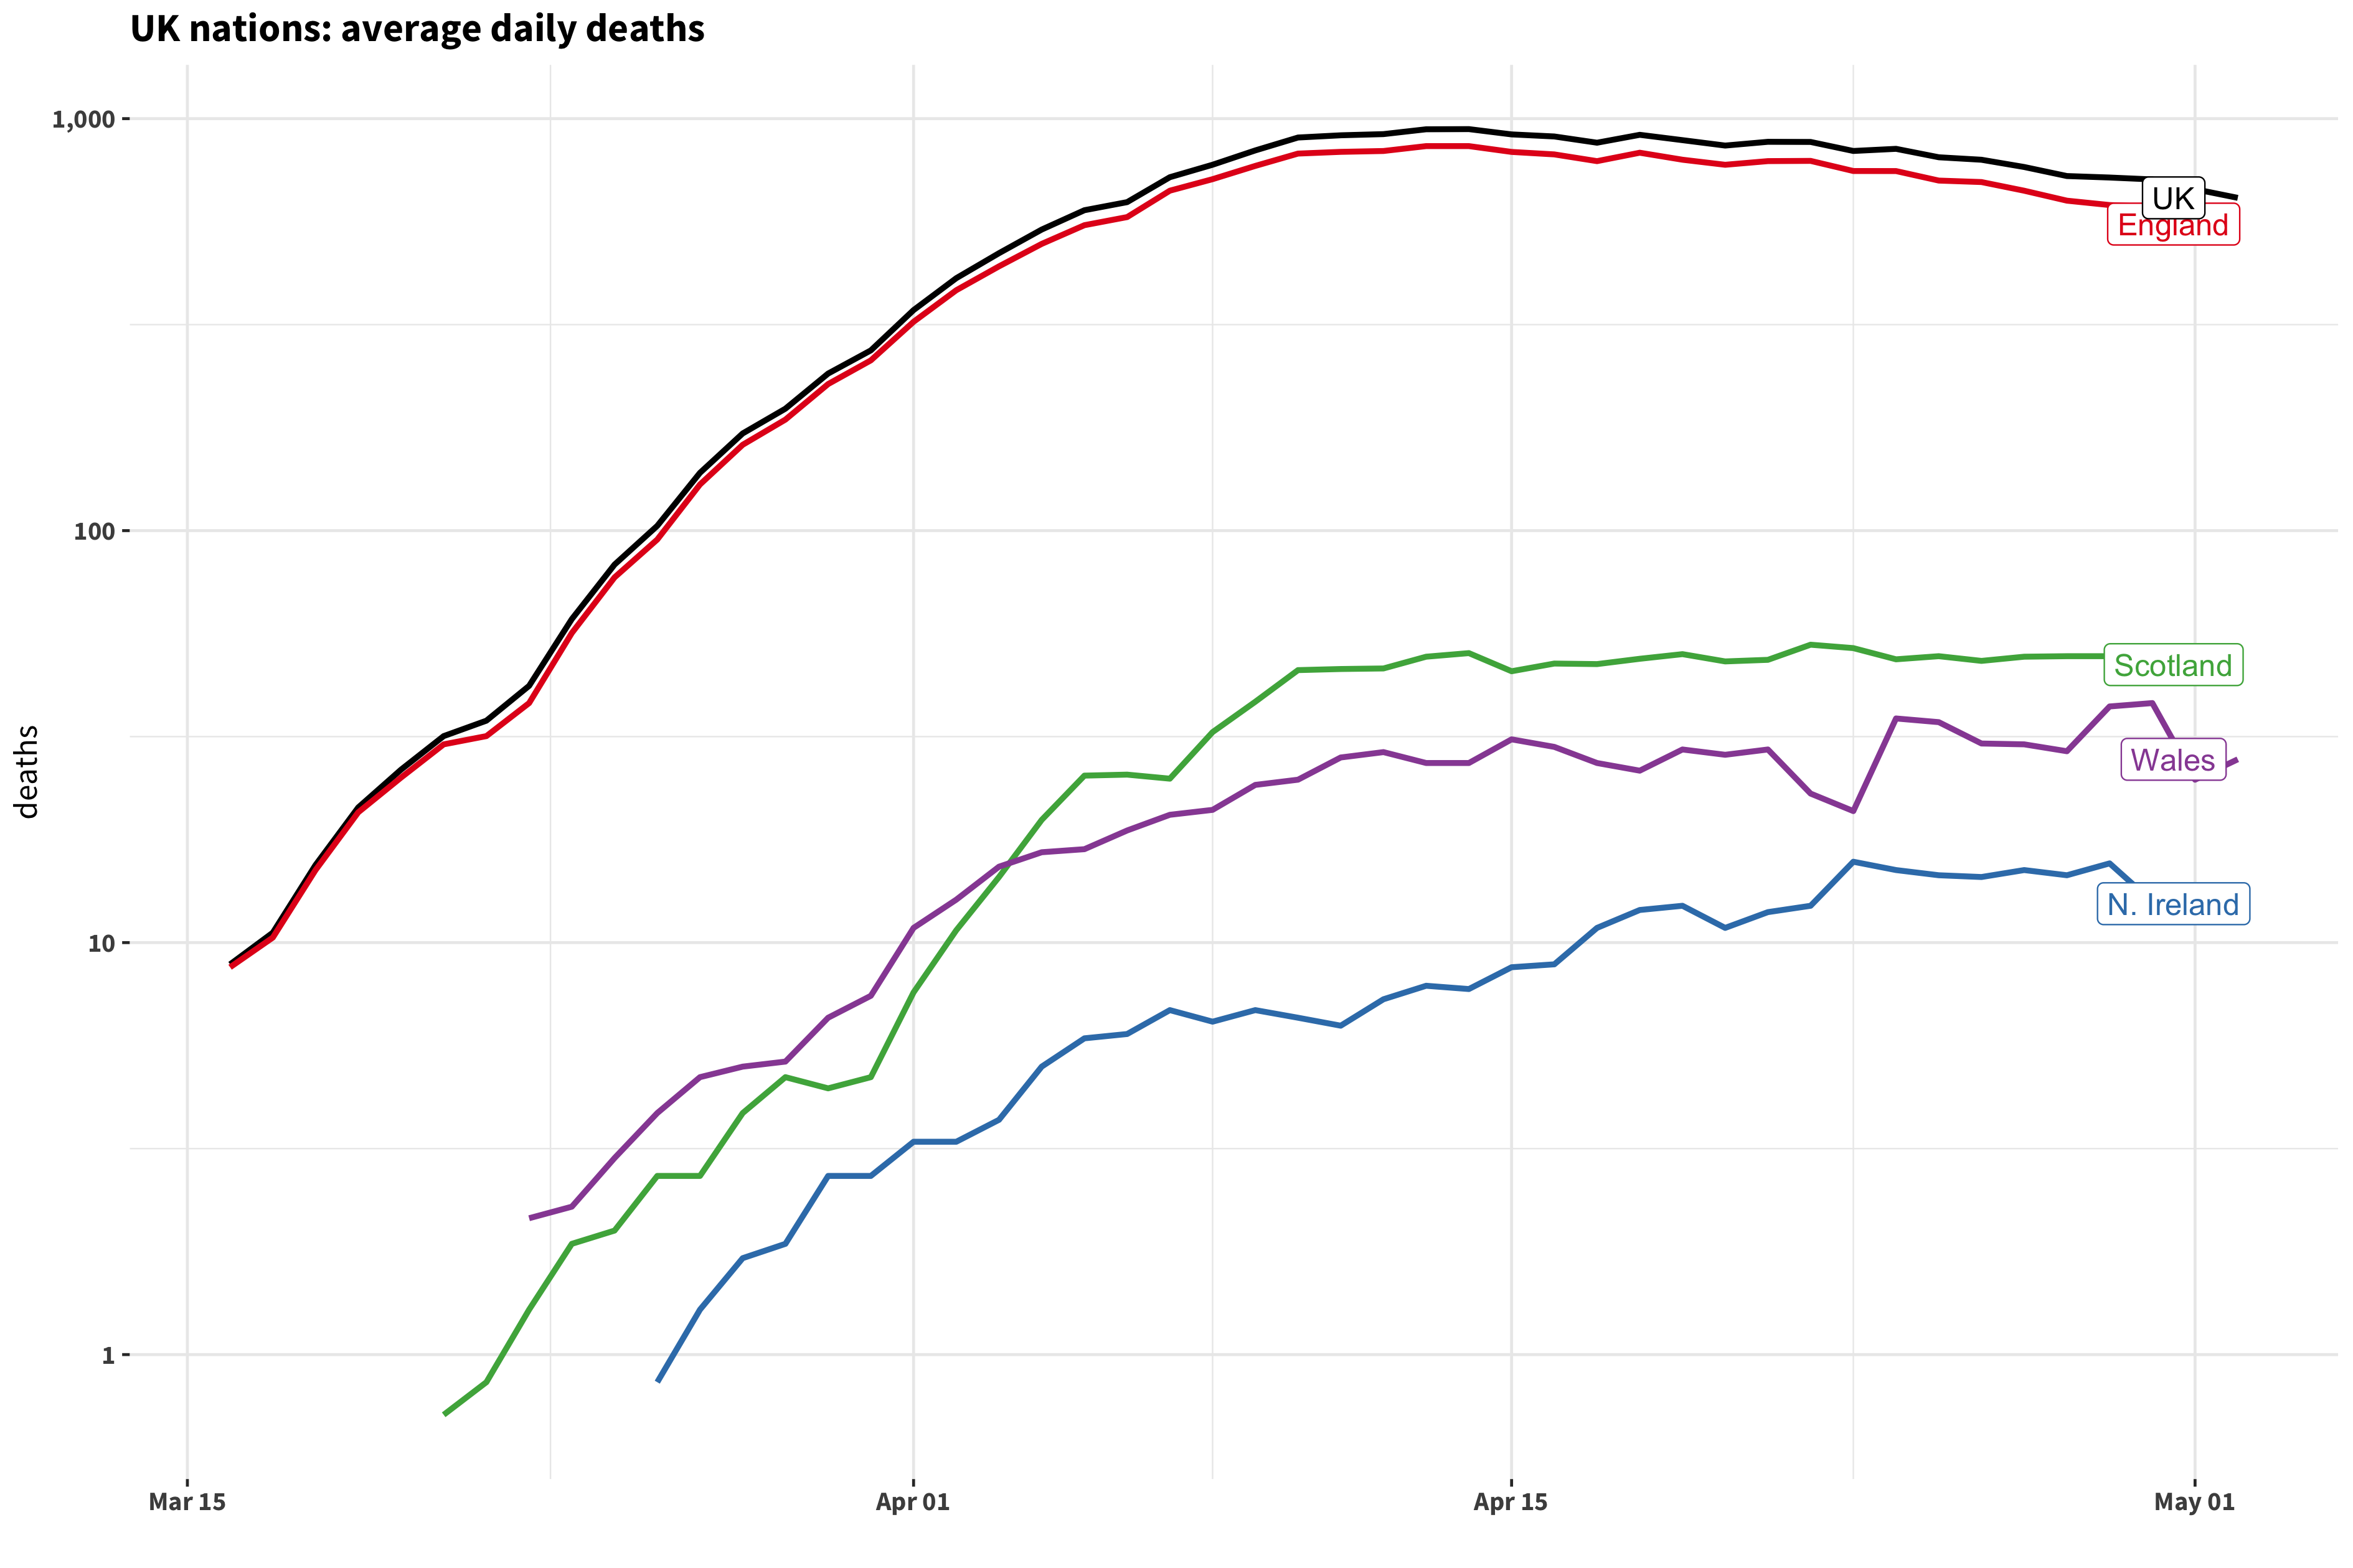 UK nations: average daily deaths
1,000
100
10
1
deaths
UK
England
Scotland
Wales
N. Ireland
Mar 15
Apr 01
Apr 15
May 01